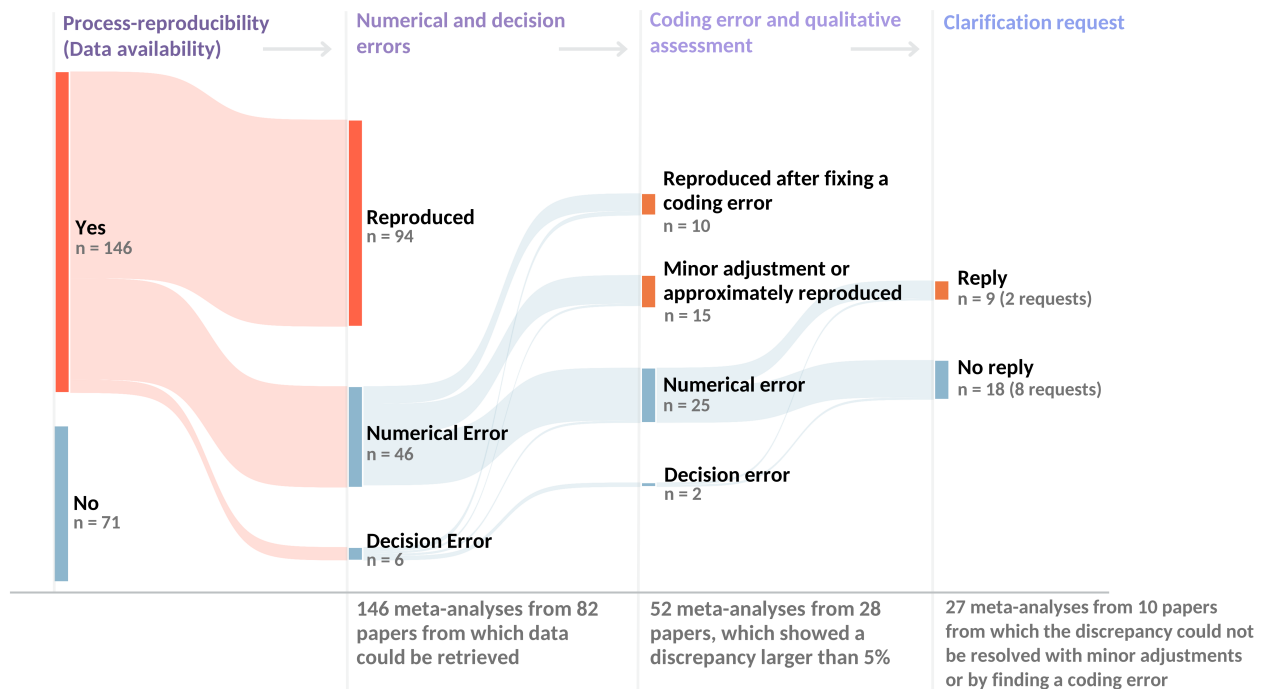 Process-reproducibility
(Data availability)
Numerical and decision
errors
Coding error and qualitative
assessment
Clarification request
Yes
n = 146
No
n = 71
Reproduced
n = 94
Numerical Error
n = 46
Decision Error
n = 6
Reproduced after fixing a
coding error
n = 10
Minor adjustment or
approximately reproduced
n = 15
Numerical error
n = 25
Decision error
n = 2
Reply
n = 9 (2 requests)
No reply
n = 18 (8 requests)
146 meta-analyses from 82
papers from which data
could be retrieved
52 meta-analyses from 28
papers, which showed a
discrepancy larger than 5%
27 meta-analyses from 10 papers
from which the discrepancy could not
be resolved with minor adjustments
or by finding a coding error